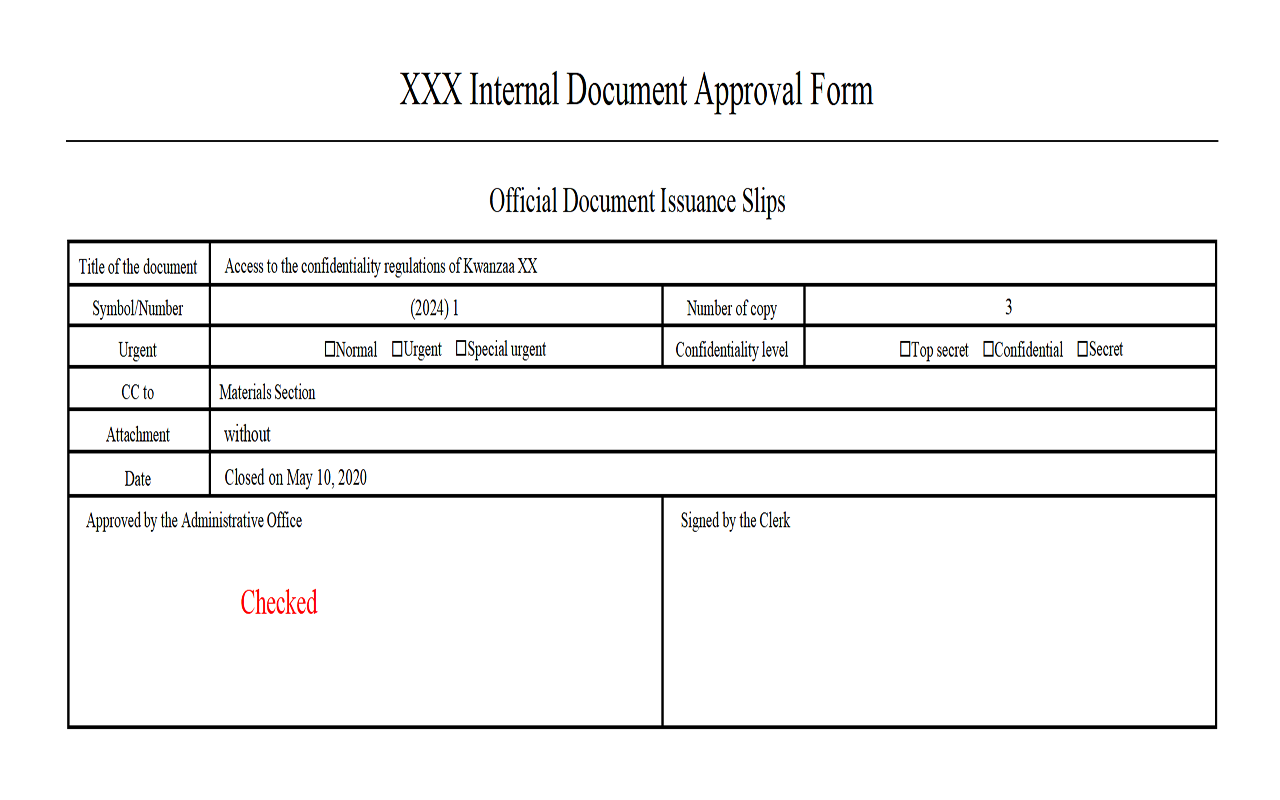 XXX Internal Document Approval Form
Official Document Issuance Slips
Title of the document Access to the confidentiality regulations of Kwanzaa XX
Symbol/Number (2024) 1 Number of copy 3
Urgent ☐Normal ☐Urgent ☐Special urgent Confidentiality level ☐Top secret ☐Confidential ☐Secret
CC to Materials Section
Attachment without
Date Closed on May 10, 2020
Approved by the Administrative Office Signed by the Clerk
Checked